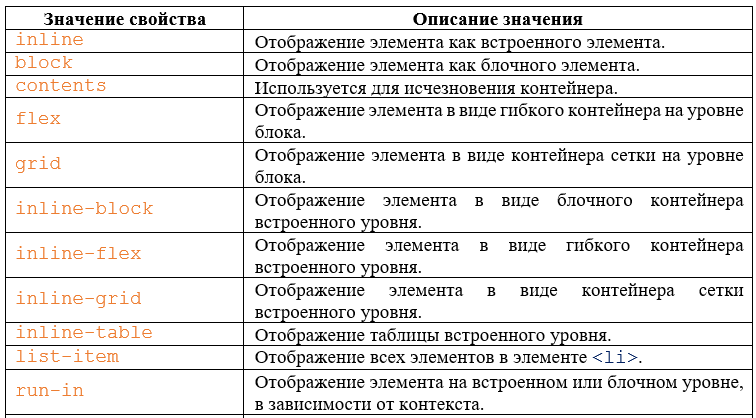 Значение свойства Описание значения
inline Отображение элемента как встроенного элемента.
block Отображение элемента как блочного элемента.
contents Используется для исчезновения контейнера.
flex Отображение элемента в виде гибкого контейнера на уровне
блока.
grid Отображение элемента в виде контейнера сетки на уровне
блока.
inline-block Отображение элемента в виде блочного контейнера
встроенного уровня.
inline-flex Отображение элемента в виде гибкого контейнера
встроенного уровня.
inline-grid Отображение элемента в виде контейнера сетки
встроенного уровня.
inline-table Отображение таблицы встроенного уровня.
list-item Отображение всех элементов в элементе <li>.
run-in Отображение элемента на встроенном или блочном уровне,
в зависимости от контекста.